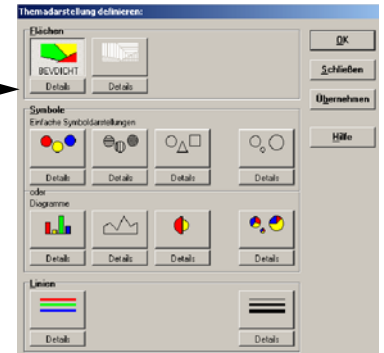 Themadarstellung definieren:
Flächen
BEVDICHT
Details Details
Symbole
Einfache Symboldarstellungen
Details Details Details Details
oder
Diagramme
Details Details Details Details
Linien
Details Details
OK
Schließen
Übernehmen
Hilfe